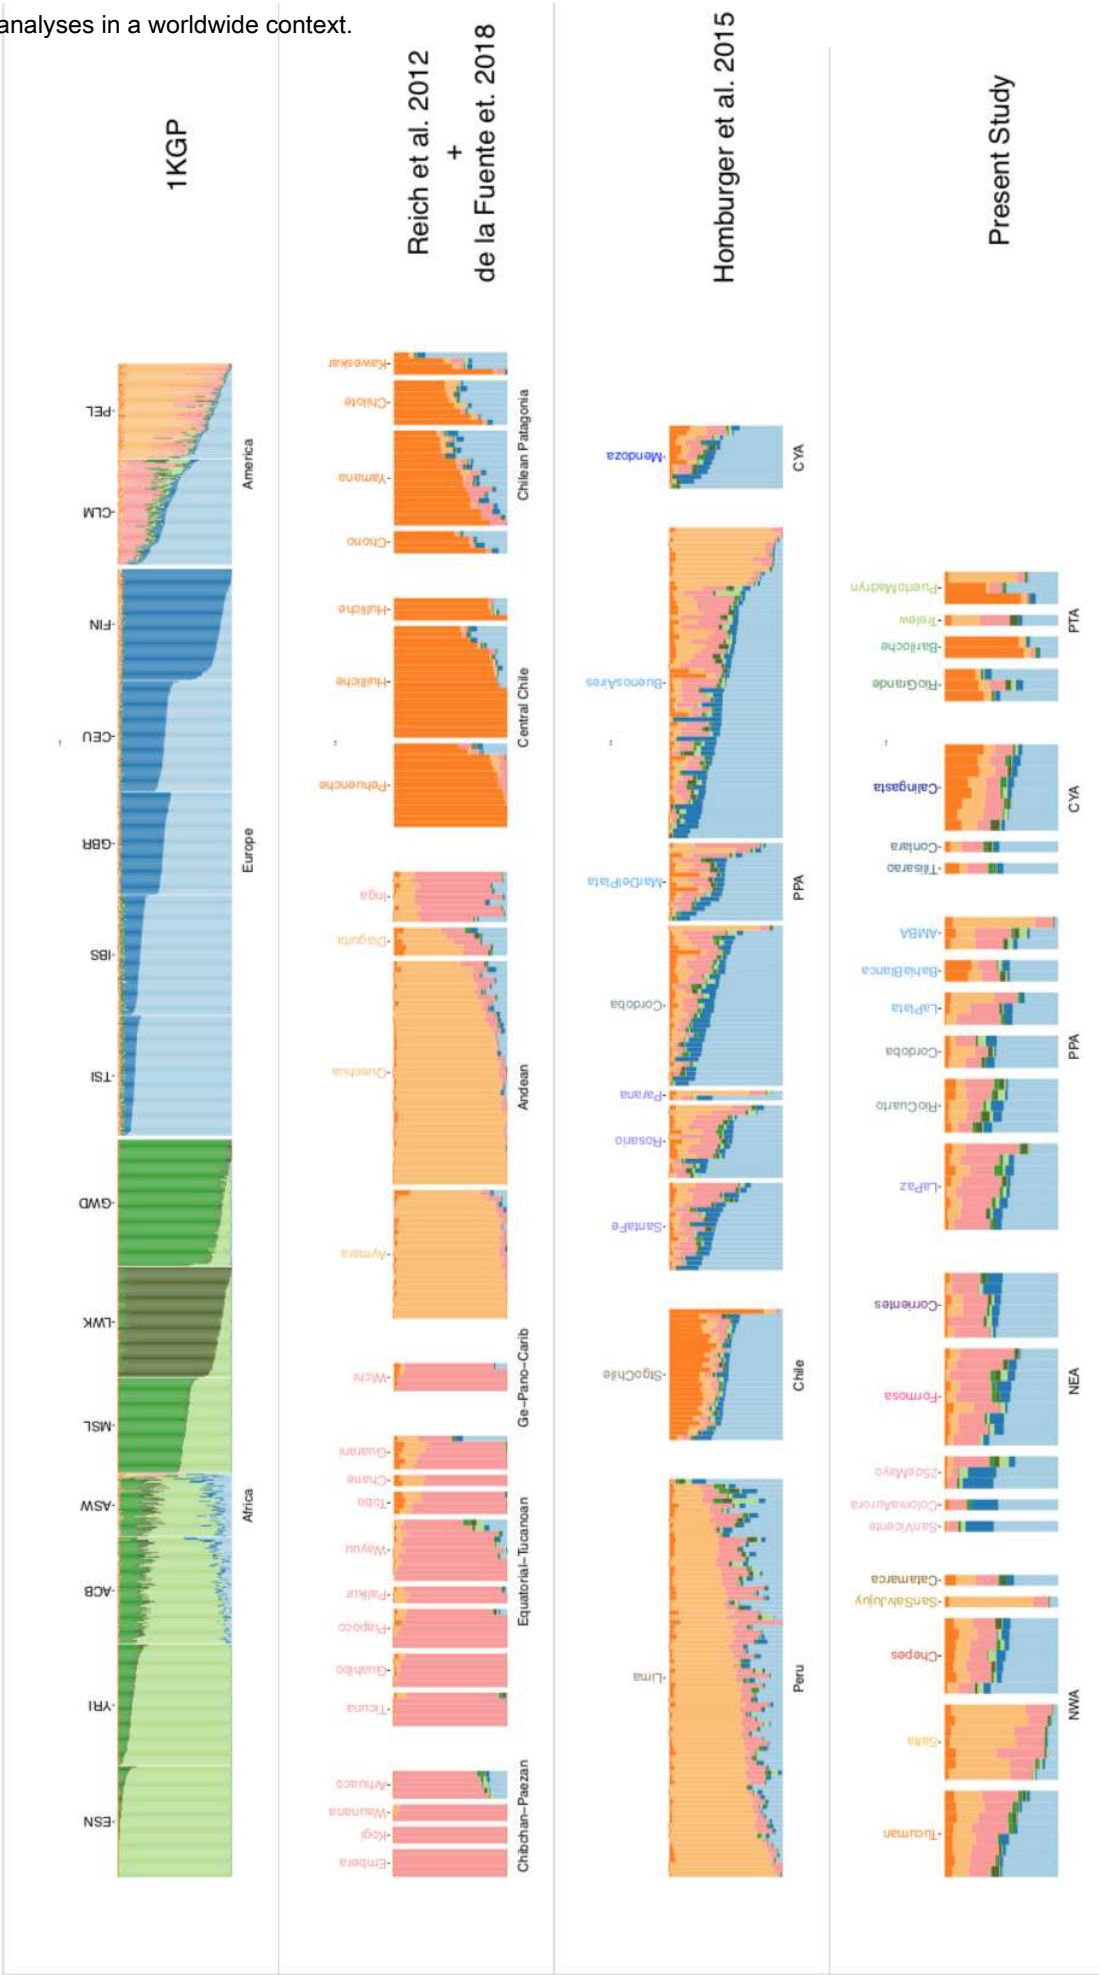 analyses in a worldwide context.
1KGP
ESN
YRI
ACB
ASW
MSL
LWK
GWD
TSI
IBS
GBR
CEU
FIN
CLM
PEL
Africa
Europe
America
Reich et al. 2012
+
de la Fuente et. 2018
Embera
Kogi
Waunana
Arhuaco
Ticuna
Guahibo
Piapoco
Palikur
Wayuu
Toba
Chane
Guarani
Wichi
Aymara
Quechua
Diaguita
Inga
Pehuenche
Huilliche
Huilliche
Chono
Yamana
Chilote
Kaweskar
Chibchan-Paezan
Equatorial-Tucanoan
Ge-Pano-Carib
Andean
Central Chile
Chilean Patagonia
Homburger et al. 2015
Lima
StgoChile
SantaFe
Rosario
Parana
Cordoba
MarDelPlata
BuenosAires
Mendoza
Peru
Chile
PPA
CYA
Present Study
Tucuman
Salta
Chepes
SanSalvJujuy
Catamarca
SanVicente
ColoniaAurora
25deMayo
Formosa
Corrientes
LaPaz
RioCuarto
Cordoba
LaPlata
BahiaBlanca
AMBA
Tilisarao
Conlara
Calingasta
RioGrande
Bariloche
Trelew
PuertoMadryn
NWA
NEA
PPA
CYA
PTA